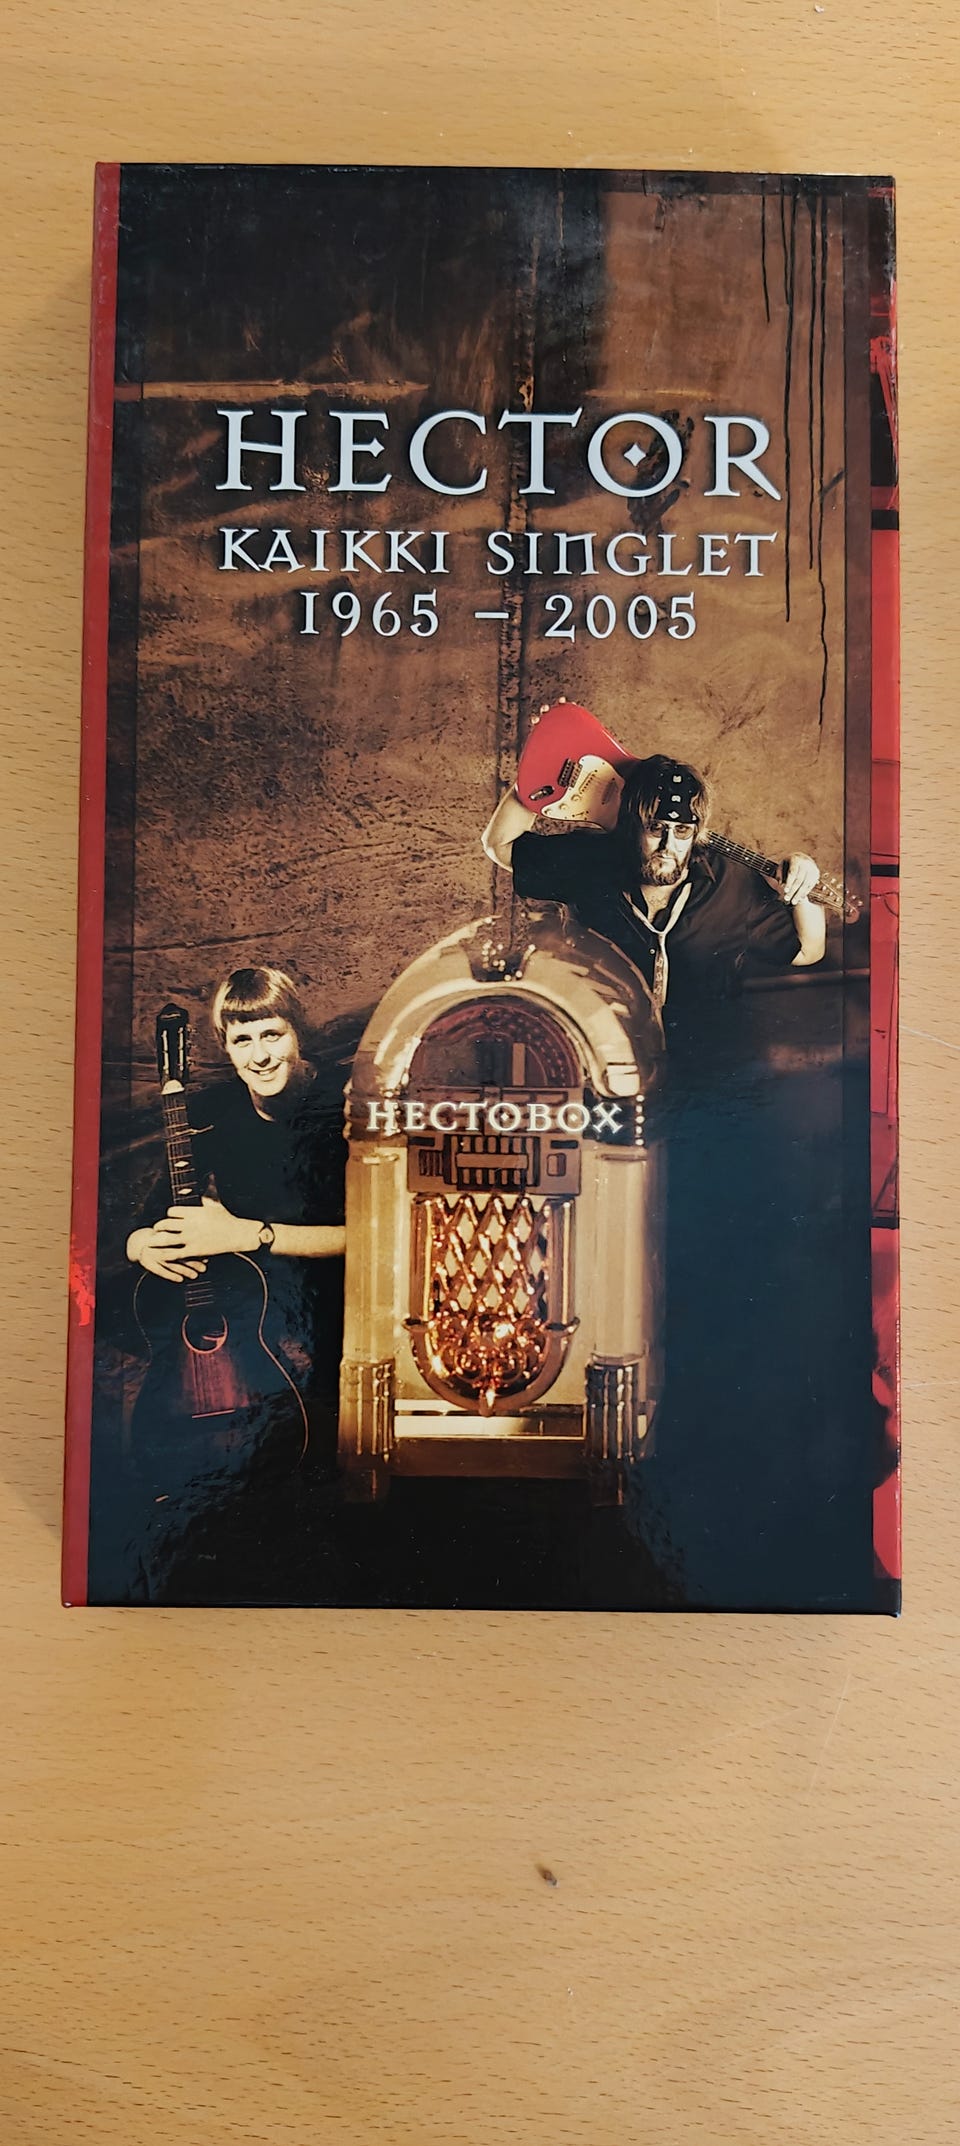 HECTOR
KAIKKI SINGLET
1965 – 2005
HECTOBOX